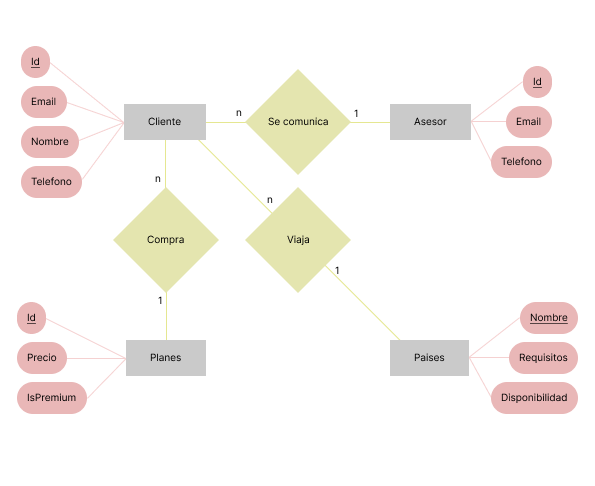 Id
Email
Nombre
Telefono
Cliente
n
Se comunica
1
Asesor
Id
Email
Telefono
n
Compra
1
n
Viaja
1
Id
Precio
IsPremium
Planes
Países
Nombre
Requisitos
Disponibilidad